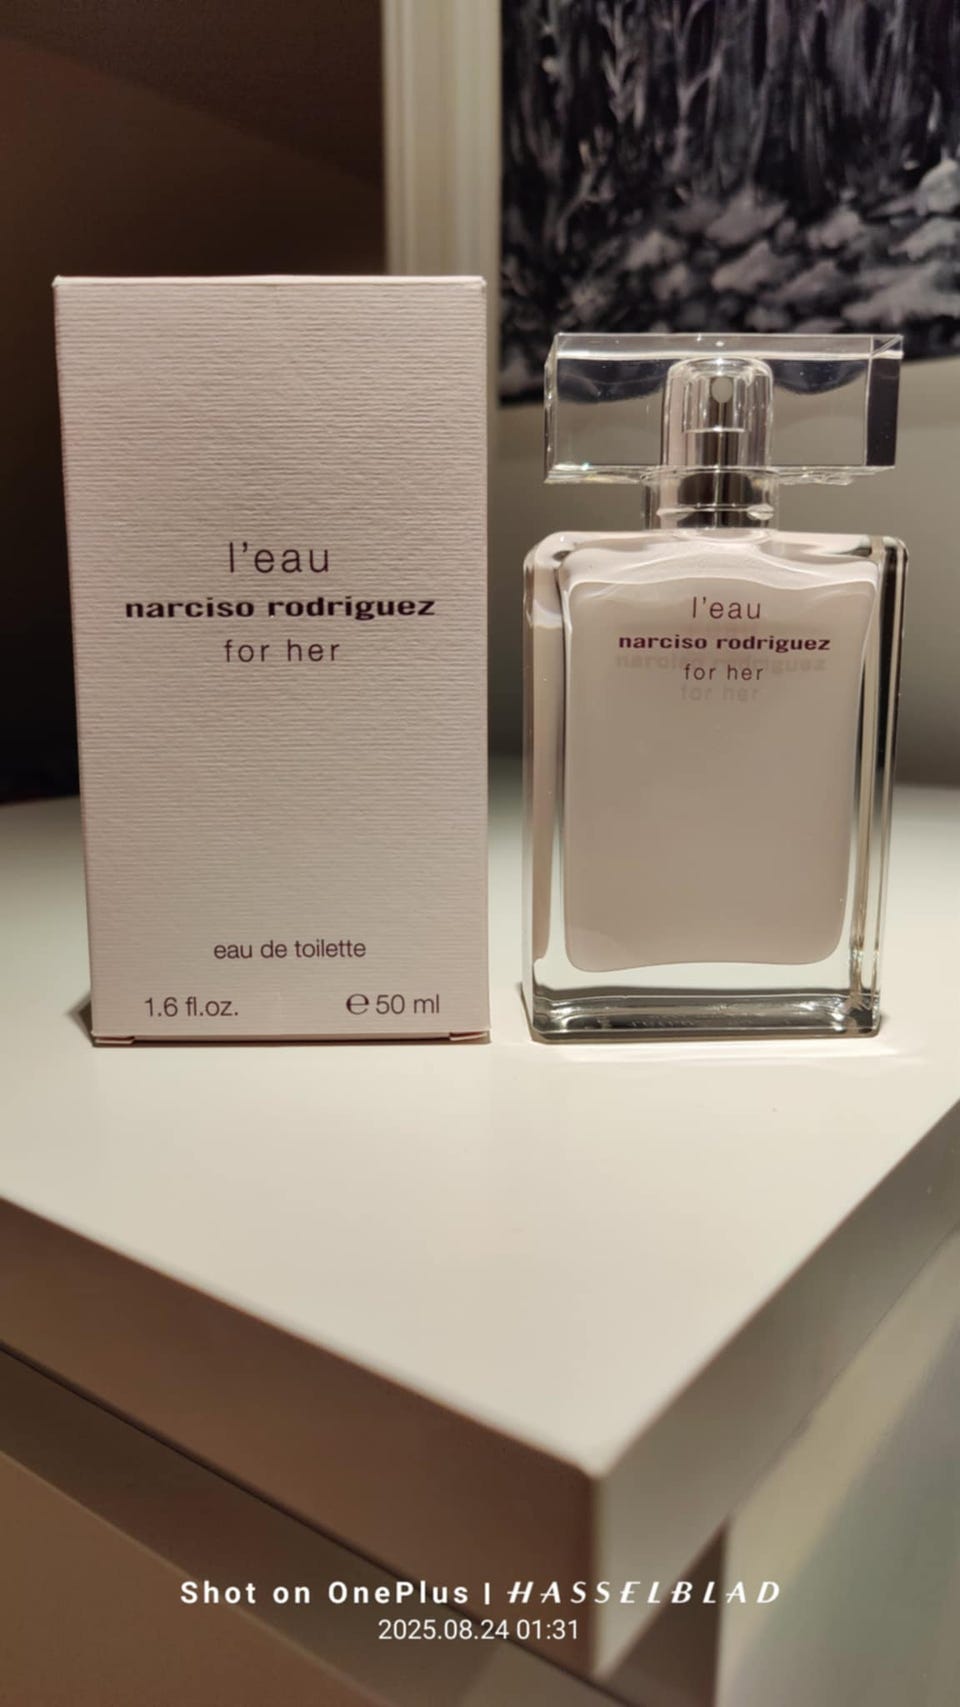 l'eau
narciso rodriguez
for her
eau de toilette
1.6 fl.oz. ℮ 50 ml
l'eau
narciso rodriguez
for her
Shot on OnePlus | HASSELBLAD
2025.08.24 01:31